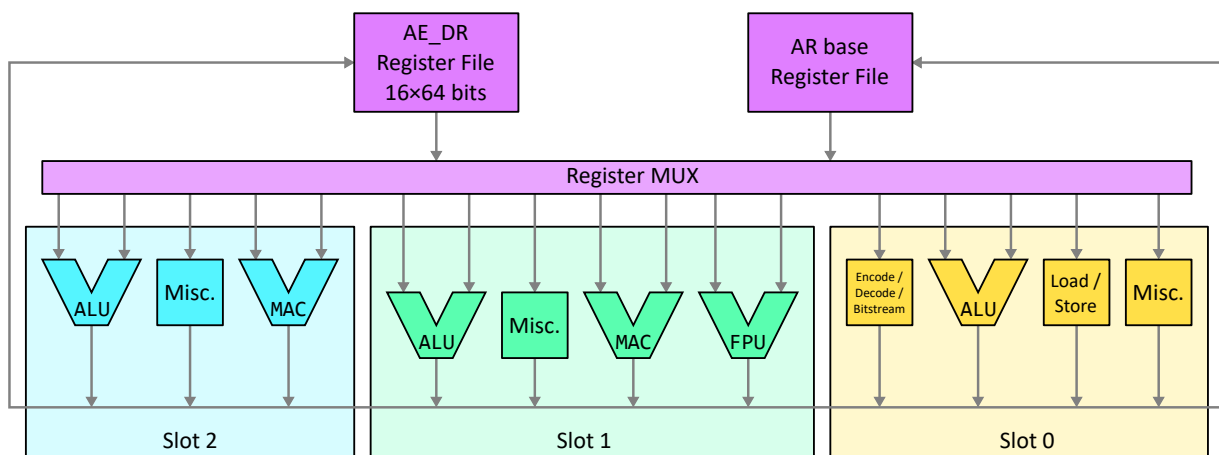 AE_DR
Register File
16×64 bits
AR base
Register File
Register MUX
ALU
Misc.
MAC
Slot 2
ALU
Misc.
MAC
FPU
Slot 1
Encode /
Decode /
Bitstream
ALU
Load /
Store
Misc.
Slot 0